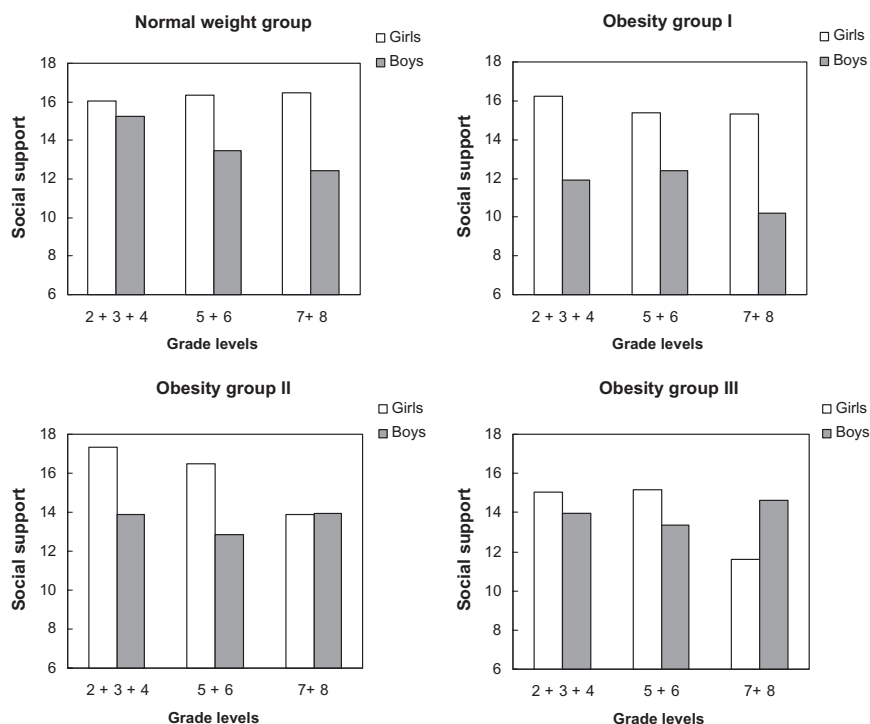 Normal weight group
Girls
Boys
18
16
14
12
10
8
6
Social support
2 + 3 + 4
5 + 6
7+ 8
Grade levels
Obesity group I
Girls
Boys
18
16
14
12
10
8
6
Social support
2 + 3 + 4
5 + 6
7+ 8
Grade levels
Obesity group II
Girls
Boys
18
16
14
12
10
8
6
Social support
2 + 3 + 4
5 + 6
7+ 8
Grade levels
Obesity group III
Girls
Boys
18
16
14
12
10
8
6
Social support
2 + 3 + 4
5 + 6
7+ 8
Grade levels